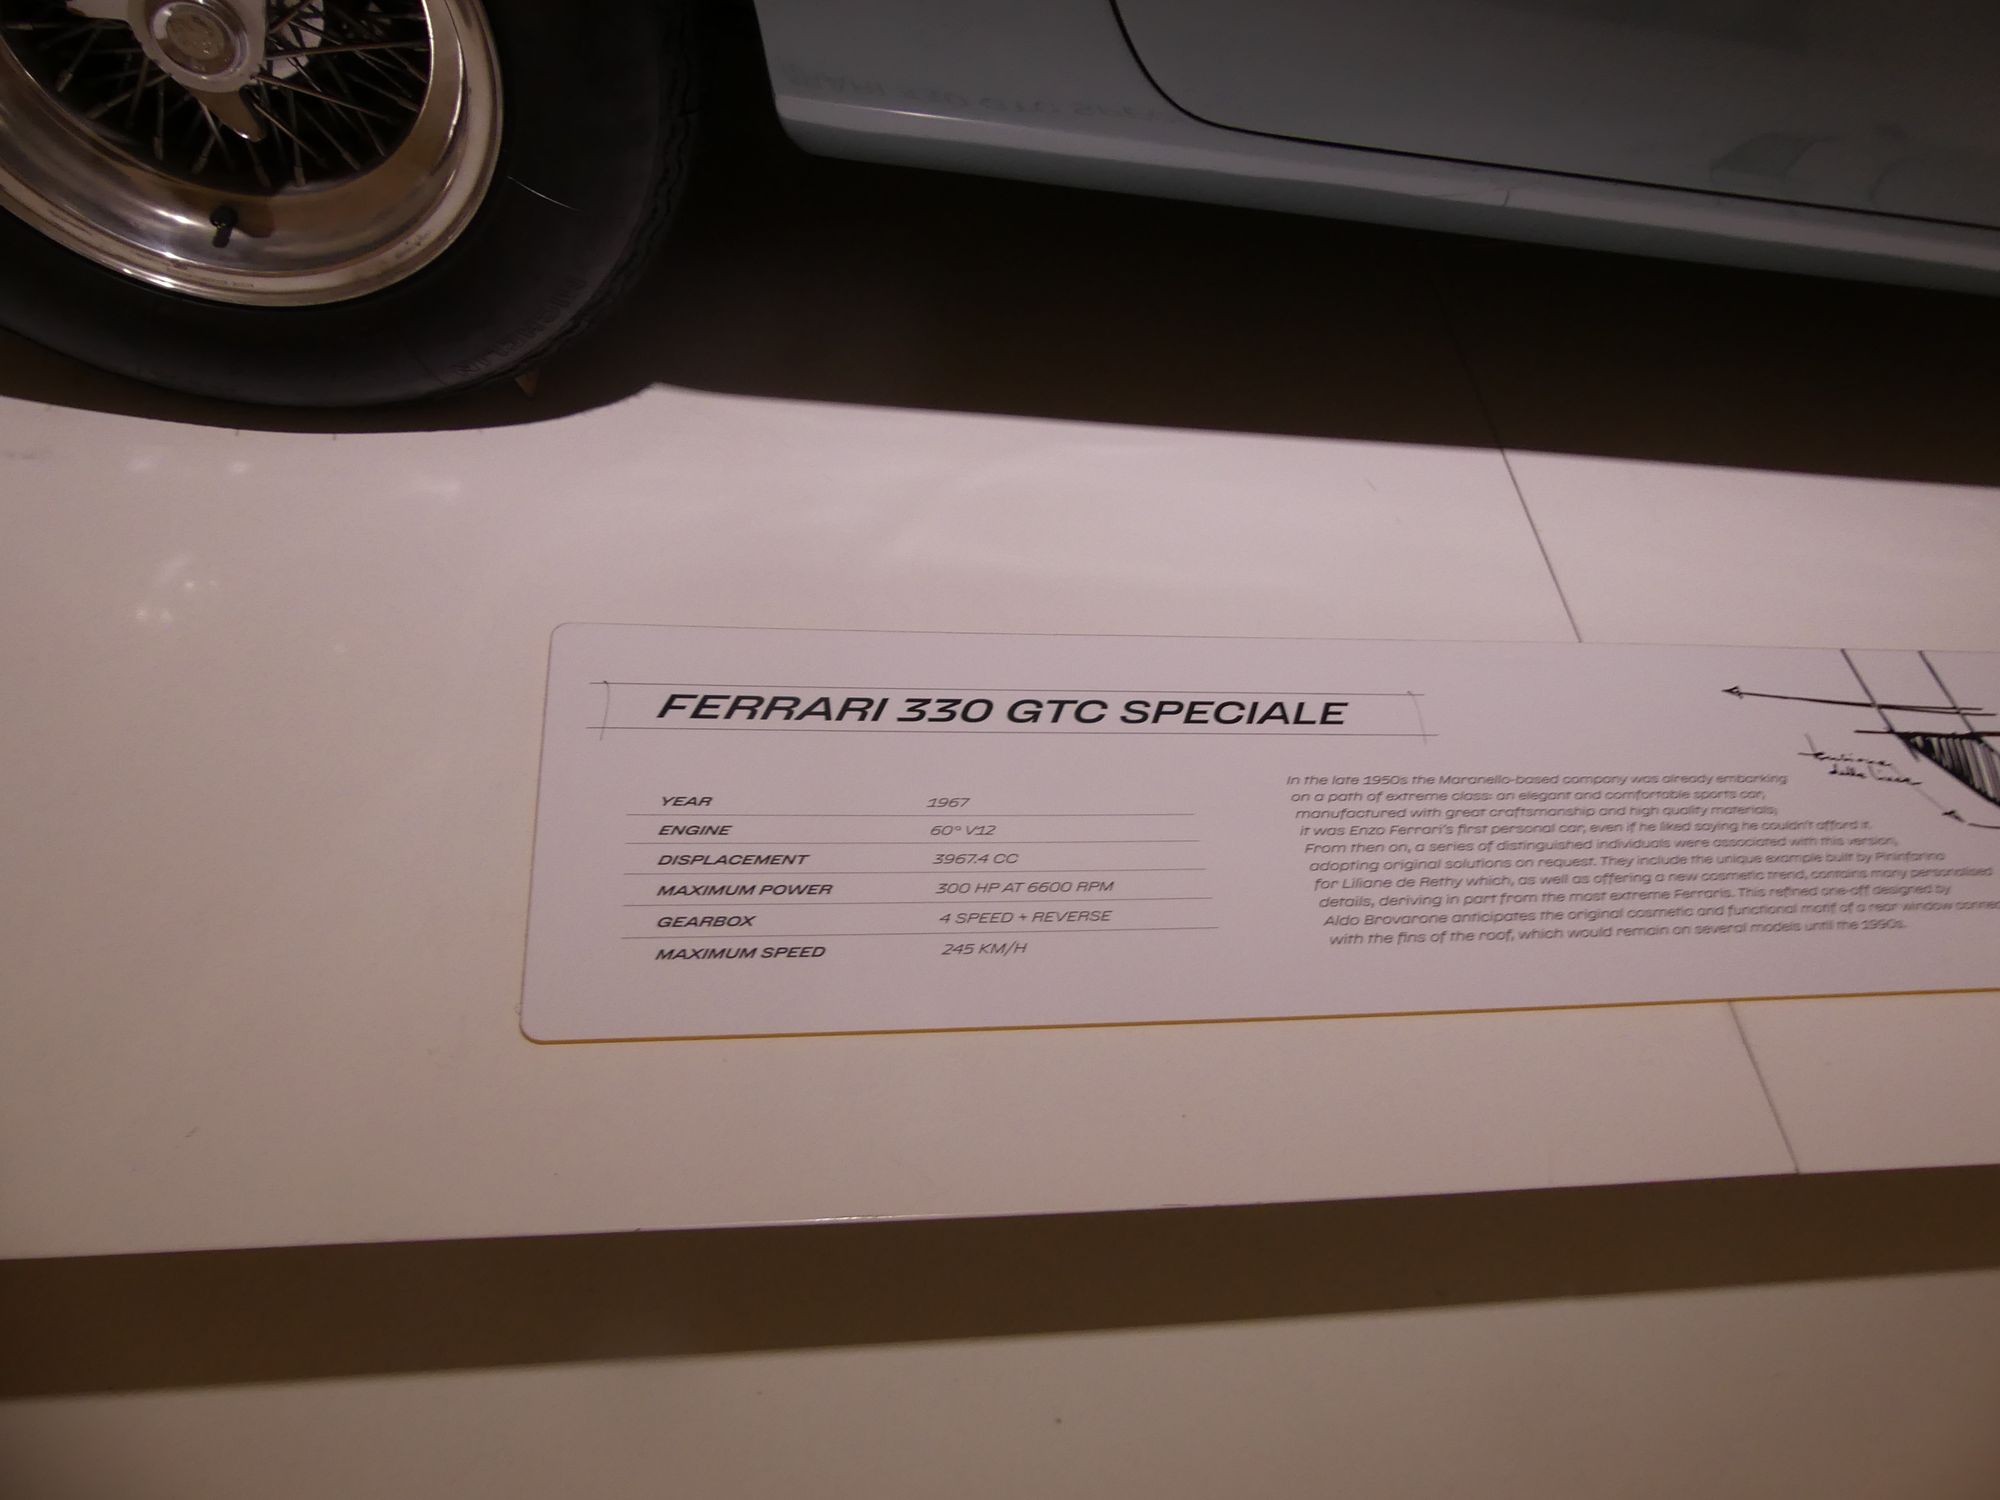 MICHELIN
FERRARI 330 GTC SPECIALE
YEAR 1967
ENGINE 60° V12
DISPLACEMENT 3967.4 CC
MAXIMUM POWER 300 HP AT 6600 RPM
GEARBOX 4 SPEED + REVERSE
MAXIMUM SPEED 245 KM/H
In the late 1950s the Maranello-based company was already embarking
on a path of extreme class: an elegant and comfortable sports car,
manufactured with great craftsmanship and high quality materials;
it was Enzo Ferrari's first personal car, even if he liked saying he couldn't afford it.
From then on, a series of distinguished individuals were associated with this version,
adopting original solutions on request. They include the unique example built by Pininfarina
for Liliane de Rethy which, as well as offering a new cosmetic trend, contains many personalised
details, deriving in part from the most extreme Ferraris. This refined one-off designed by
Aldo Brovarone anticipates the original cosmetic and functional motif of a rear window
with the fins of the roof, which would remain on several models until the 1990s.